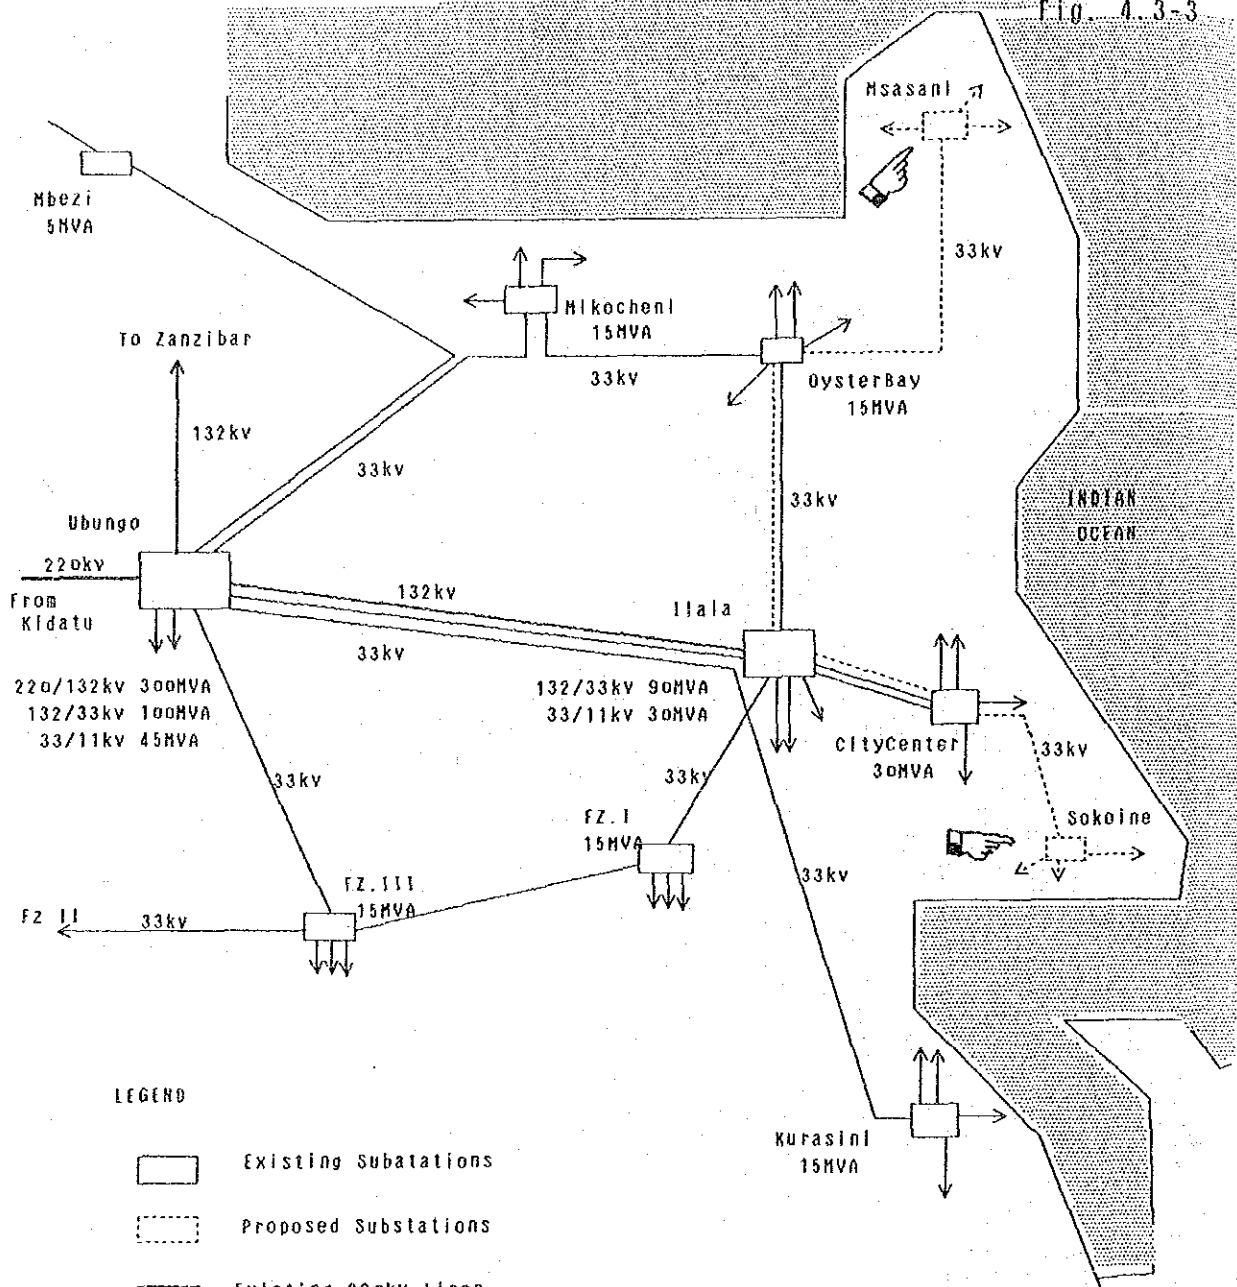 Fig. 4.3-3
Msasani
Mbezi
5MVA
33kv
Mikocheni
15MVA
To Zanzibar
33kv
OysterBay
15MVA
132kv
33kv
33kv
INDIAN
OCEAN
Ubungo
220kv
From
Kidatu
132kv
Ilala
33kv
220/132kv 300MVA
132/33kv 100MVA
33/11kv 45MVA
132/33kv 90MVA
33/11kv 30MVA
CityCenter
30MVA
33kv
33kv
33kv
Sokoine
FZ.I
15MVA
33kv
FZ.III
15MVA
FZ II
33kv
LEGEND
Kurasini
15MVA
Existing Subatations
Proposed Substations
Existing 220kv Lines